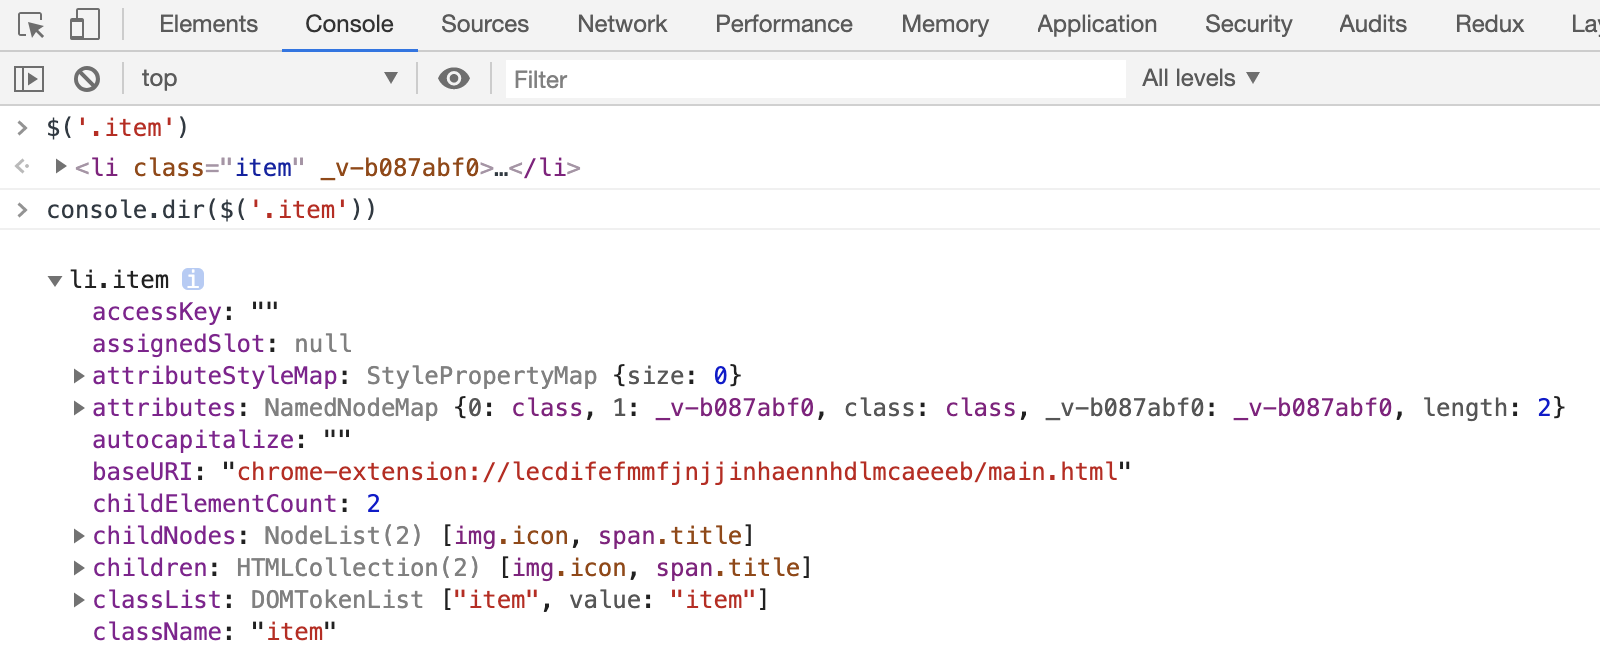 Elements Console Sources Network Performance Memory Application Security Audits Redux Lay
top ▼ Filter All levels ▼
> $('.item')
<li class="item" _v-b087abf0>…</li>
> console.dir($('.item'))
li.item i
accessKey: ""
assignedSlot: null
attributeStyleMap: StylePropertyMap {size: 0}
attributes: NamedNodeMap {0: class, 1: _v-b087abf0, class: class, _v-b087abf0: _v-b087abf0, length: 2}
autocapitalize: ""
baseURI: "chrome-extension://lecdifefmmfjnjjinhaennhdlmcaeeeb/main.html"
childElementCount: 2
childNodes: NodeList(2) [img.icon, span.title]
children: HTMLCollection(2) [img.icon, span.title]
classList: DOMTokenList ["item", value: "item"]
className: "item"